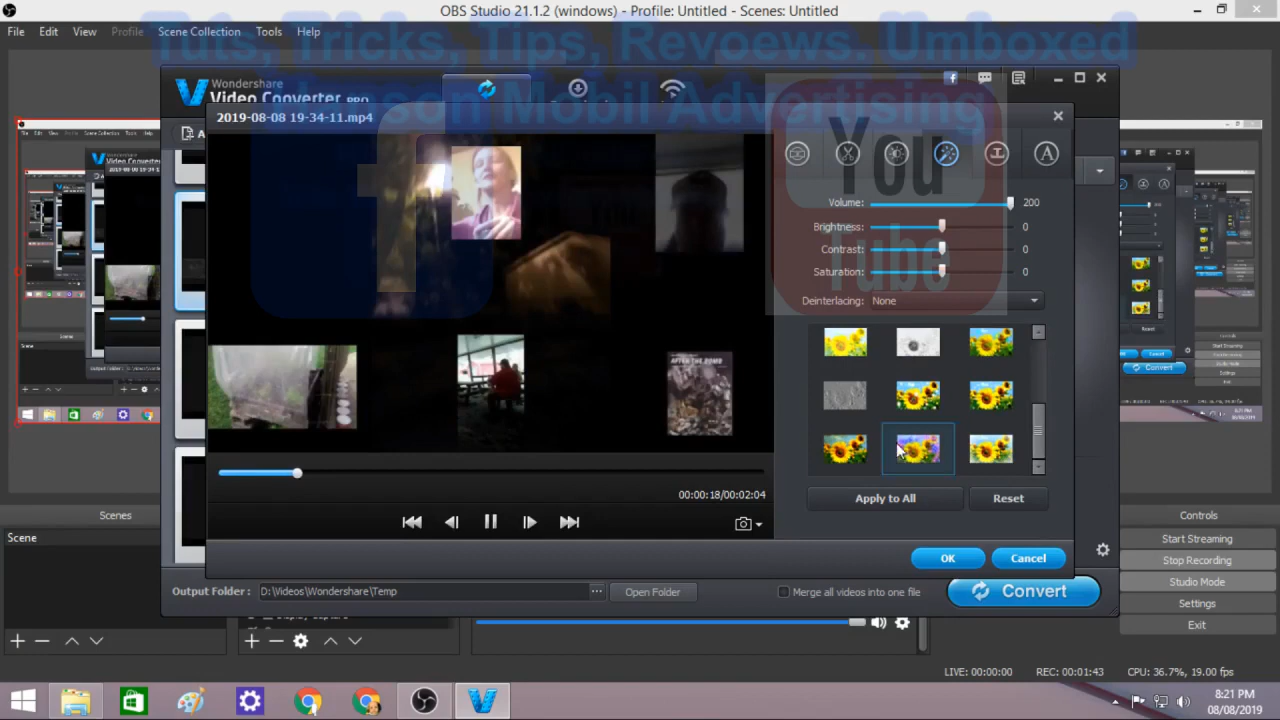 OBS Studio 21.1.2 (windows) - Profile: Untitled - Scenes: Untitled
File Edit View Profile Scene Collection Tools Help
Tuts, Tricks, Tips, Revoews. Umboxed
Mobil Advertising
Wondershare
Video Converter PRO
2019-08-08 19-34-11.mp4
You
Tube
f
Volume: 200
Brightness: 0
Contrast: 0
Saturation: 0
Deinterlacing: None
AFTER THE BOMB
00:00:18/00:02:04
Apply to All Reset
OK Cancel
Output Folder : D:\Videos\Wondershare\Temp ... Open Folder Merge all videos into one file Convert
Scenes
Scene
Controls
Start Streaming
Stop Recording
Studio Mode
Settings
Exit
LIVE: 00:00:00 REC: 00:01:43 CPU: 36.7%, 19.00 fps
8:21 PM
08/08/2019